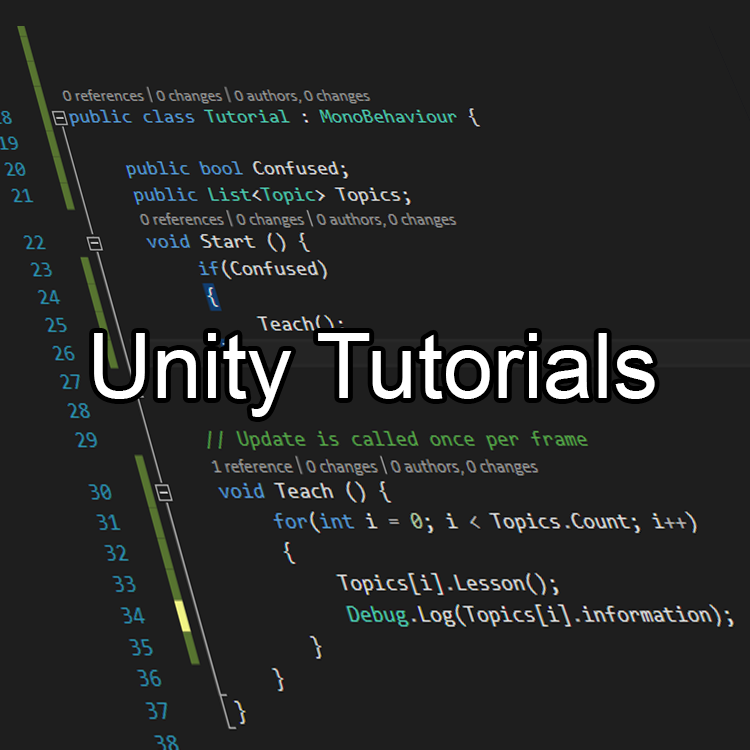 0 references | 0 changes | 0 authors, 0 changes
18 public class Tutorial : MonoBehaviour {
19
20 public bool Confused;
21 public List<Topic> Topics;
0 references | 0 changes | 0 authors, 0 changes
22 void Start () {
23 if(Confused)
24 {
25 Teach();
26
Unity Tutorials
27
28
29 // Update is called once per frame
1 reference | 0 changes | 0 authors, 0 changes
30 void Teach () {
31 for(int i = 0; i < Topics.Count; i++)
32 {
33 Topics[i].Lesson();
34 Debug.Log(Topics[i].information);
35 }
36 }
37 }
38